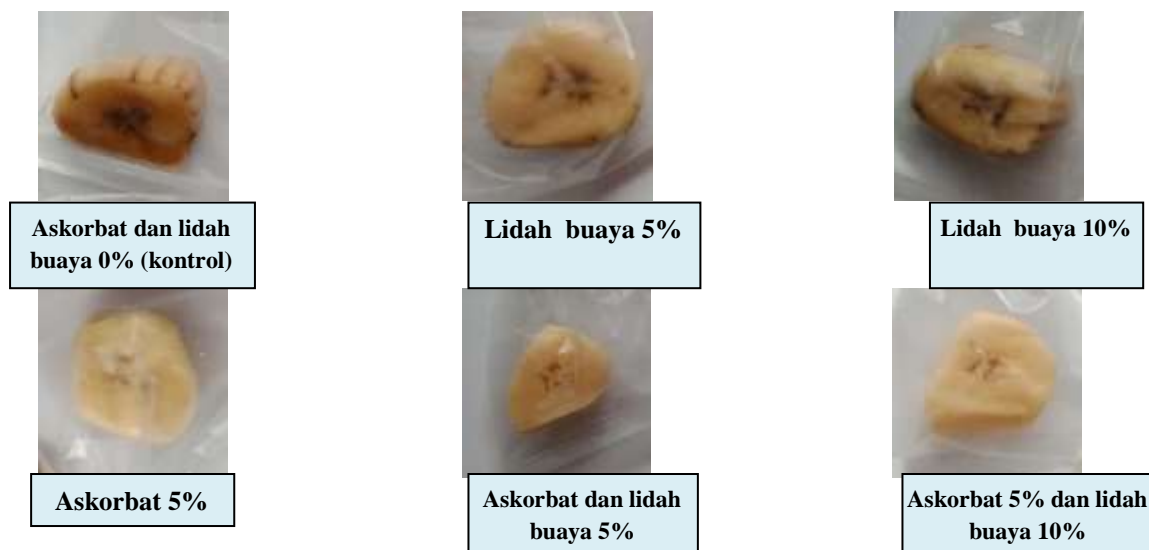 Askorbat dan lidah
buaya 0% (kontrol)
Lidah buaya 5%
Lidah buaya 10%
Askorbat 5%
Askorbat dan lidah
buaya 5%
Askorbat 5% dan lidah
buaya 10%